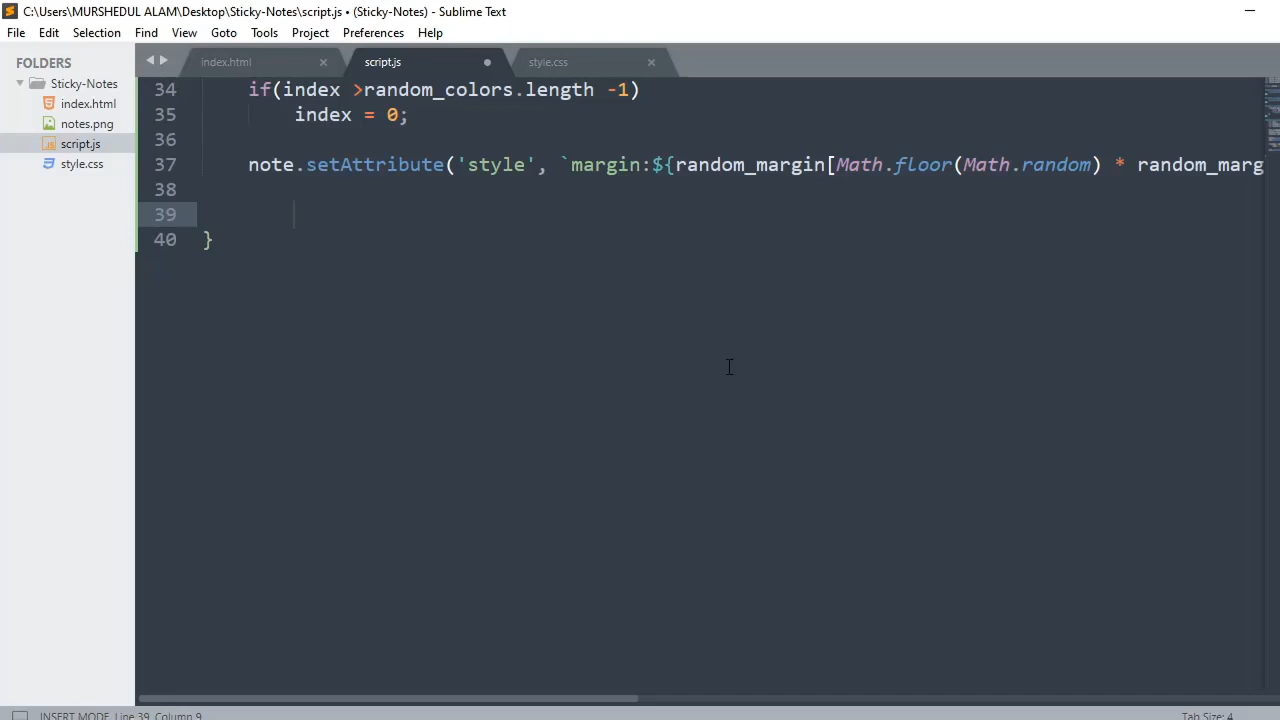 C:\Users\MURSHEDUL ALAM\Desktop\Sticky-Notes\script.js • (Sticky-Notes) - Sublime Text
File Edit Selection Find View Goto Tools Project Preferences Help
FOLDERS
Sticky-Notes
index.html
notes.png
script.js
style.css
index.html × script.js • style.css ×
34 if(index >random_colors.length -1)
35 index = 0;
36
37 note.setAttribute('style', `margin:${random_margin[Math.floor(Math.random) * random_marg
38
39
40 }
INSERT MODE, Line 39, Column 9
Tab Size: 4